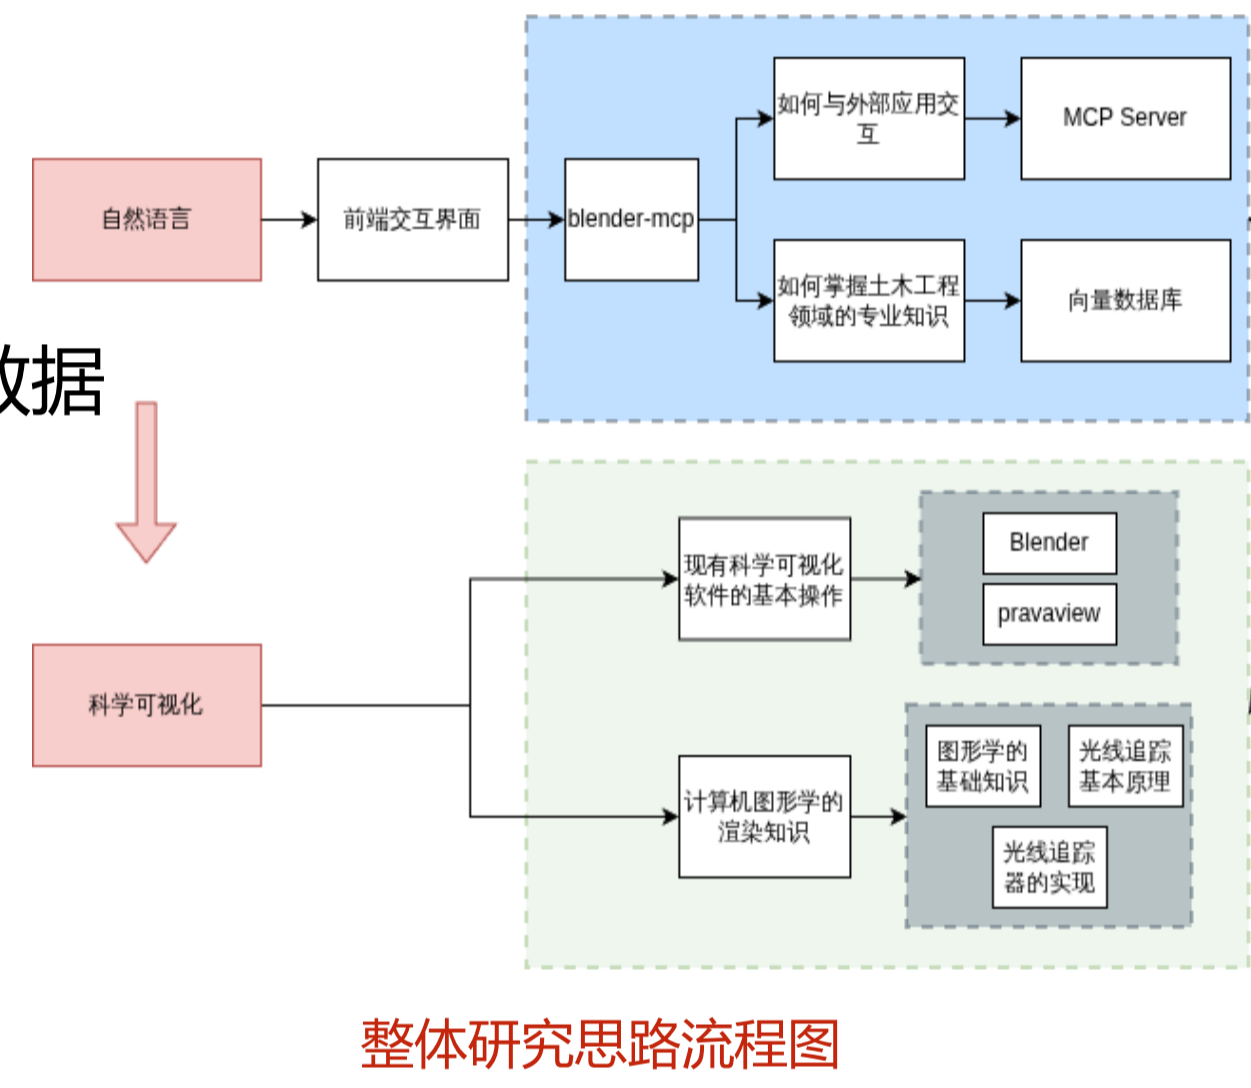 如何与外部应用交
互
MCP Server
自然语言
前端交互界面
blender-mcp
如何掌握土木工程
领域的专业知识
向量数据库
数据
现有科学可视化
软件的基本操作
Blender
pravaview
科学可视化
计算机图形学的
渲染知识
图形学的
基础知识
光线追踪
基本原理
光线追踪
器的实现
整体研究思路流程图